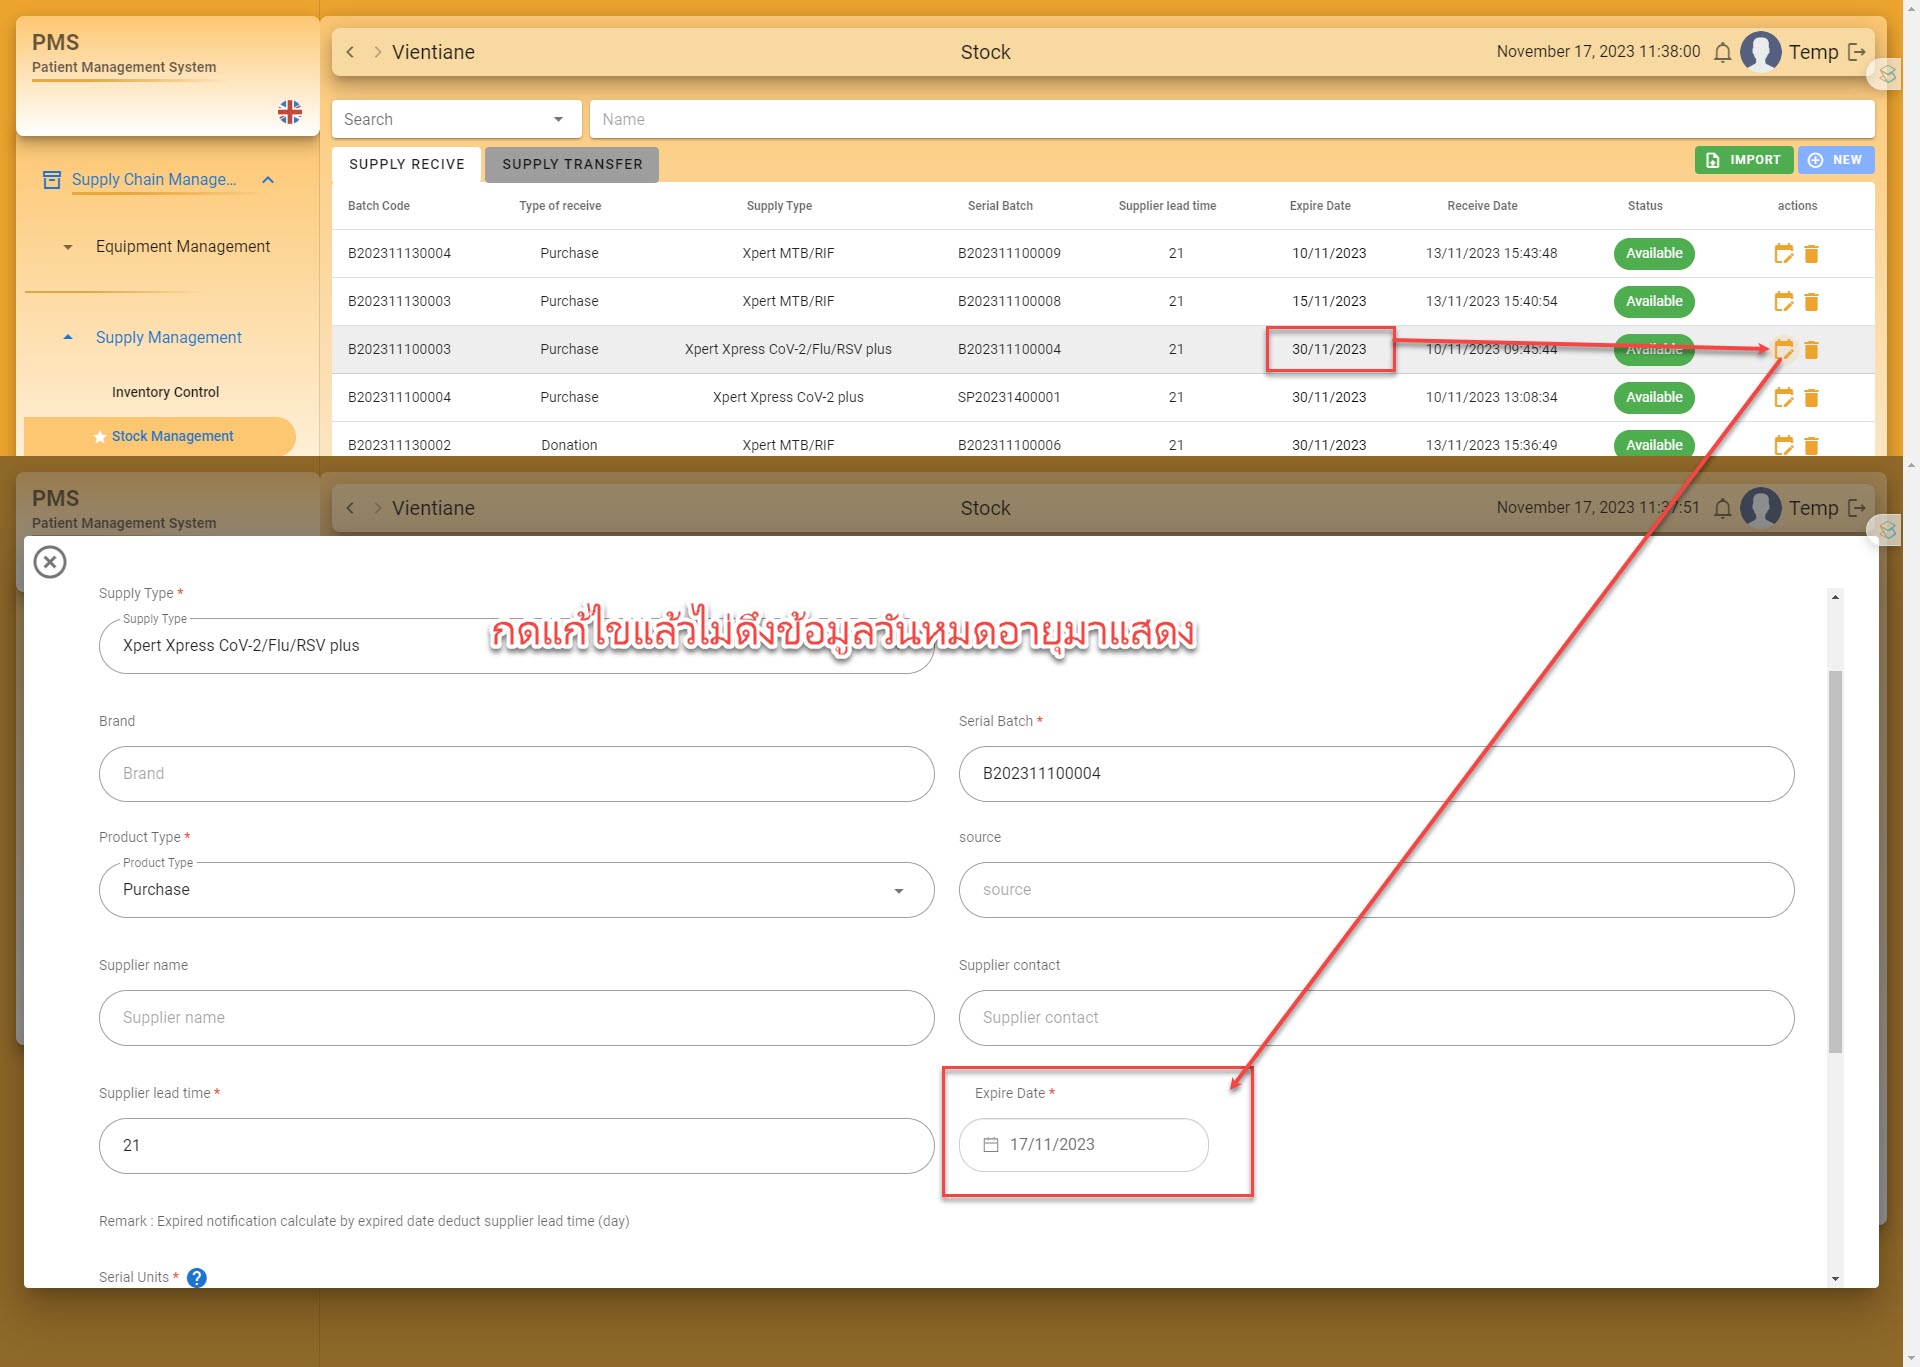 PMS
Patient Management System
Vientiane
Stock
November 17, 2023 11:38:00
Temp
Search
Name
SUPPLY RECIVE
SUPPLY TRANSFER
IMPORT
NEW
Supply Chain Manage...
Equipment Management
Supply Management
Inventory Control
Stock Management
Batch Code Type of receive Supply Type Serial Batch Supplier lead time Expire Date Receive Date Status actions
B202311130004 Purchase Xpert MTB/RIF B202311100009 21 10/11/2023 13/11/2023 15:43:48 Available
B202311130003 Purchase Xpert MTB/RIF B202311100008 21 15/11/2023 13/11/2023 15:40:54 Available
B202311100003 Purchase Xpert Xpress CoV-2/Flu/RSV plus B202311100004 21 30/11/2023 10/11/2023 09:45:44 Available
B202311100004 Purchase Xpert Xpress CoV-2 plus SP20231400001 21 30/11/2023 10/11/2023 13:08:34 Available
B202311130002 Donation Xpert MTB/RIF B202311100006 21 30/11/2023 13/11/2023 15:36:49 Available
PMS
Patient Management System
Vientiane
Stock
November 17, 2023 11:37:51
Temp
Supply Type *
Supply Type
Xpert Xpress CoV-2/Flu/RSV plus
กดแก้ไขแล้วไม่ดึงข้อมูลวันหมดอายุมาแสดง
Brand
Brand
Serial Batch *
B202311100004
Product Type *
Product Type
Purchase
source
source
Supplier name
Supplier name
Supplier contact
Supplier contact
Supplier lead time *
21
Expire Date *
17/11/2023
Remark : Expired notification calculate by expired date deduct supplier lead time (day)
Serial Units * ?